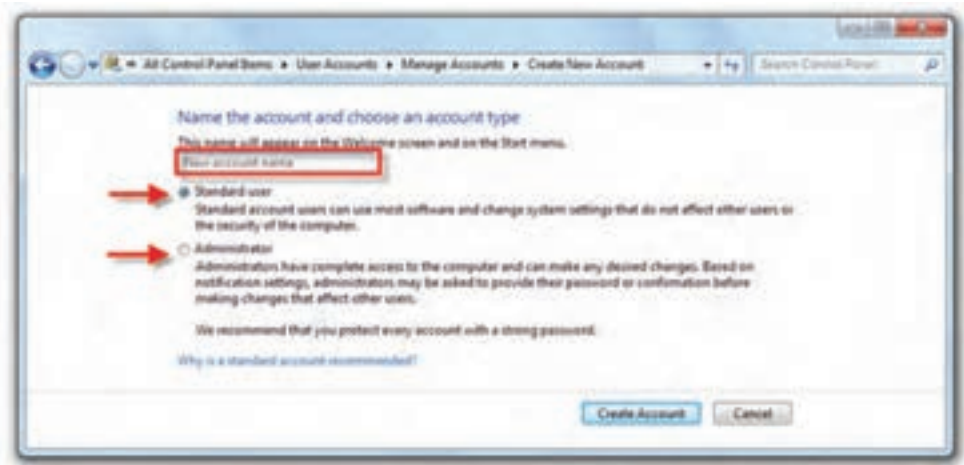 All Control Panel Items ▸ User Accounts ▸ Manage Accounts ▸ Create New Account
Search Control Panel
Name the account and choose an account type
This name will appear on the Welcome screen and on the Start menu.
New account name
Standard user
Standard account users can use most software and change system settings that do not affect other users or
the security of the computer.
Administrator
Administrators have complete access to the computer and can make any desired changes. Based on
notification settings, administrators may be asked to provide their password or confirmation before
making changes that affect other users.
We recommend that you protect every account with a strong password.
Why is a standard account recommended?
Create Account
Cancel